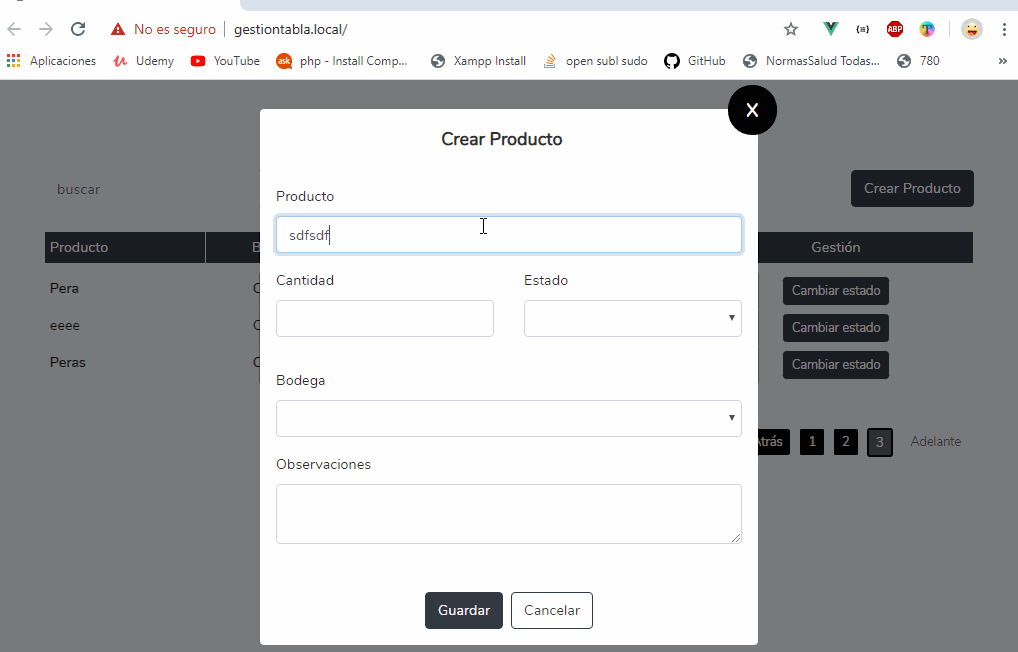 No es seguro | gestiontabla.local/
ABP
Aplicaciones Udemy YouTube ask php - Install Comp... Xampp Install open subl sudo GitHub NormasSalud Todas... 780 »
X
Crear Producto
buscar
Crear Producto
Producto
sdfsdf
Producto B Gestión
Cantidad Estado
Pera C Cambiar estado
eeee C Cambiar estado
Peras C Cambiar estado
Bodega
Atrás 1 2 3 Adelante
Observaciones
Guardar Cancelar